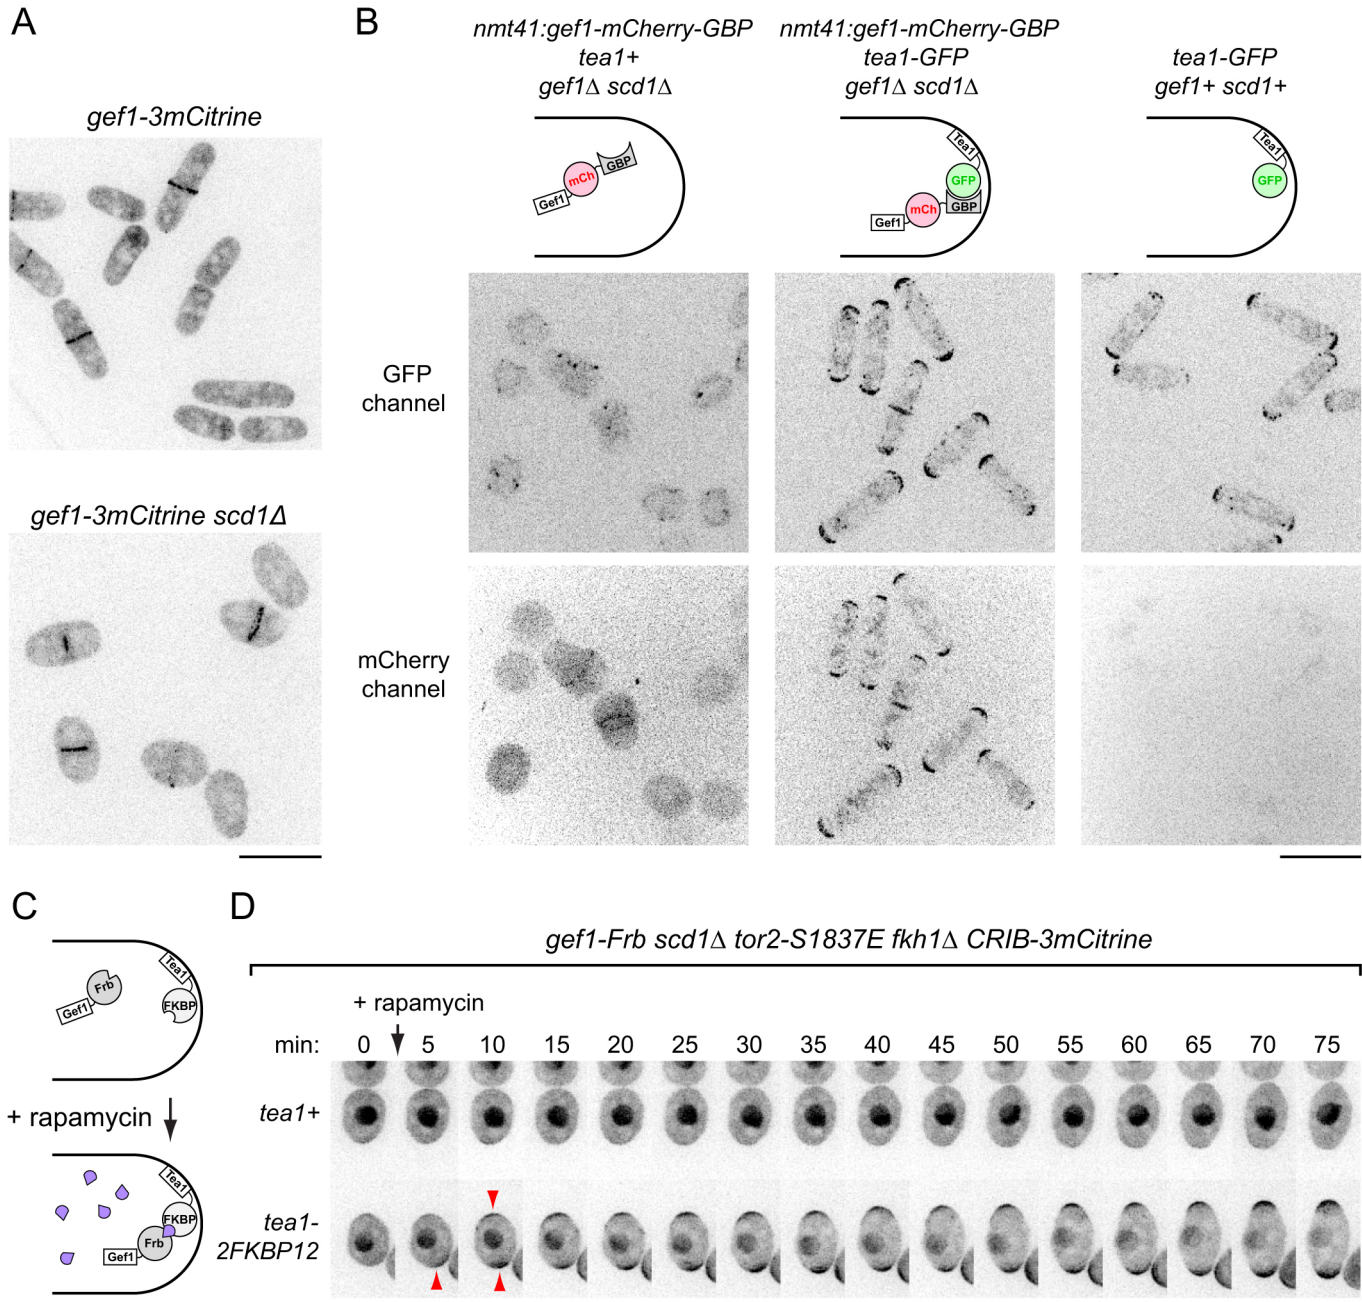 A
gef1-3mCitrine
gef1-3mCitrine scd1Δ
B
nmt41:gef1-mCherry-GBP
tea1+
gef1Δ scd1Δ
nmt41:gef1-mCherry-GBP
tea1-GFP
gef1Δ scd1Δ
tea1-GFP
gef1+ scd1+
Gef1
mCh
GBP
Tea1
GFP
GBP
mCh
Gef1
Tea1
GFP
GFP
channel
mCherry
channel
C
Tea1
Frb
FKBP
Gef1
+ rapamycin
Tea1
FKBP
Frb
Gef1
D
gef1-Frb scd1Δ tor2-S1837E fkh1Δ CRIB-3mCitrine
+ rapamycin
min: 0 5 10 15 20 25 30 35 40 45 50 55 60 65 70 75
tea1+
tea1-
2FKBP12